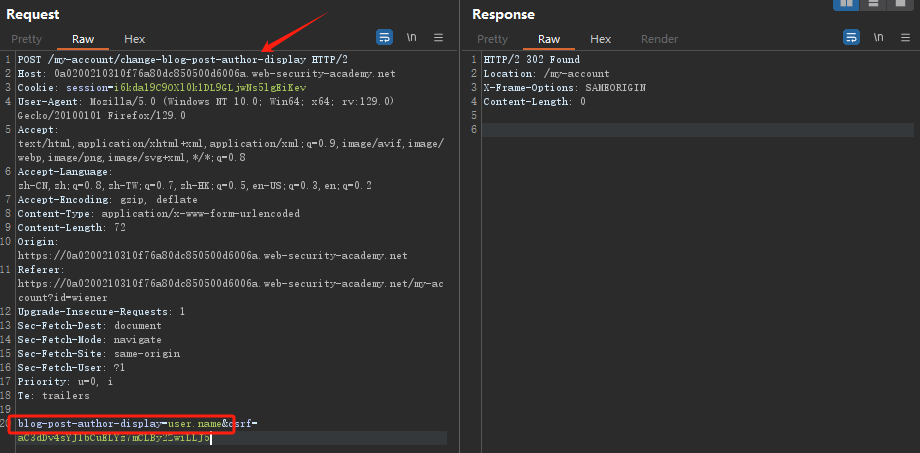 Request
Pretty Raw Hex
\n
1 POST /my-account/change-blog-post-author-display HTTP/2
2 Host: 0a0200210310f76a80dc850500d6006a.web-security-academy.net
3 Cookie: session=
4 User-Agent: Mozilla/5.0 (Windows NT 10.0; Win64; x64; rv:129.0)
Gecko/20100101 Firefox/129.0
5 Accept:
text/html,application/xhtml+xml,application/xml;q=0.9,image/avif,image/
webp,image/png,image/svg+xml,*/*;q=0.8
6 Accept-Language:
zh-CN,zh;q=0.8,zh-TW;q=0.7,zh-HK;q=0.5,en-US;q=0.3,en;q=0.2
7 Accept-Encoding: gzip, deflate
8 Content-Type: application/x-www-form-urlencoded
9 Content-Length: 72
10 Origin:
https://0a0200210310f76a80dc850500d6006a.web-security-academy.net
11 Referer:
https://0a0200210310f76a80dc850500d6006a.web-security-academy.net/my-ac
count?id=wiener
12 Upgrade-Insecure-Requests: 1
13 Sec-Fetch-Dest: document
14 Sec-Fetch-Mode: navigate
15 Sec-Fetch-Site: same-origin
16 Sec-Fetch-User: ?1
17 Priority: u=0, i
18 Te: trailers
19
20 blog-post-author-display=user.name&csrf=
Response
Pretty Raw Hex Render
\n
1 HTTP/2 302 Found
2 Location: /my-account
3 X-Frame-Options: SAMEORIGIN
4 Content-Length: 0
5
6